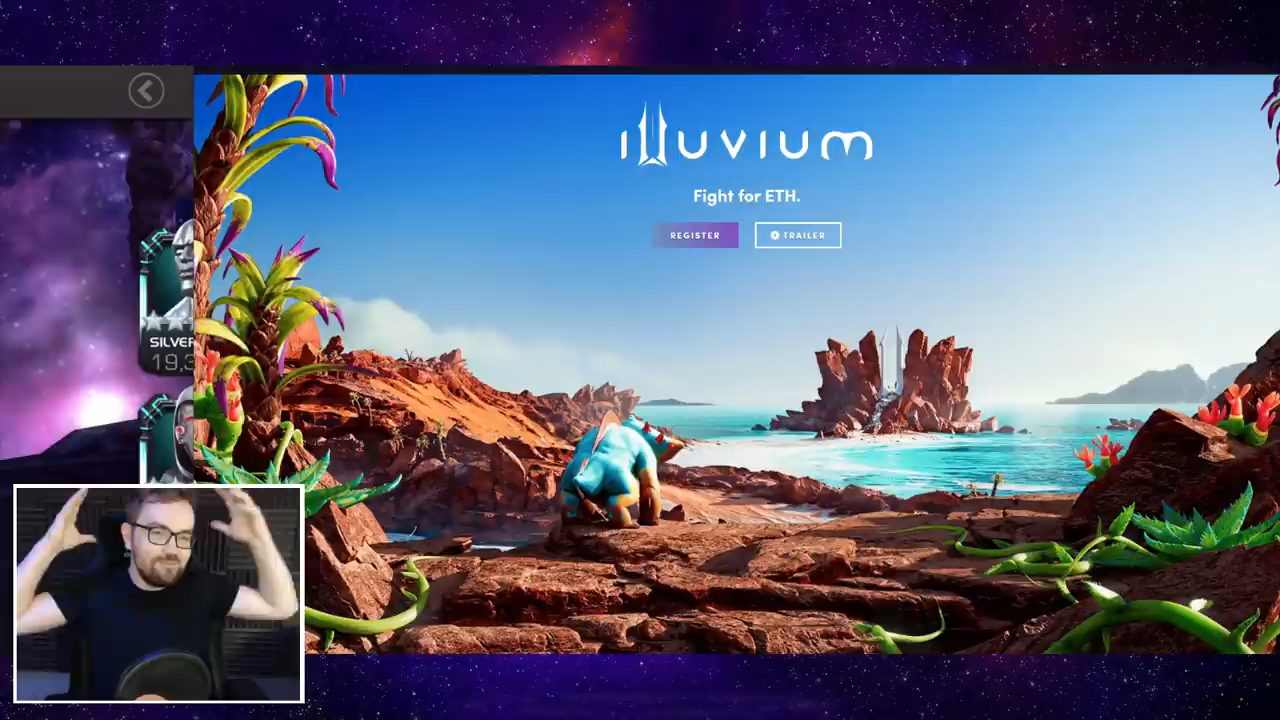 illuvium
Fight for ETH.
REGISTER
TRAILER
SILVER
19,3